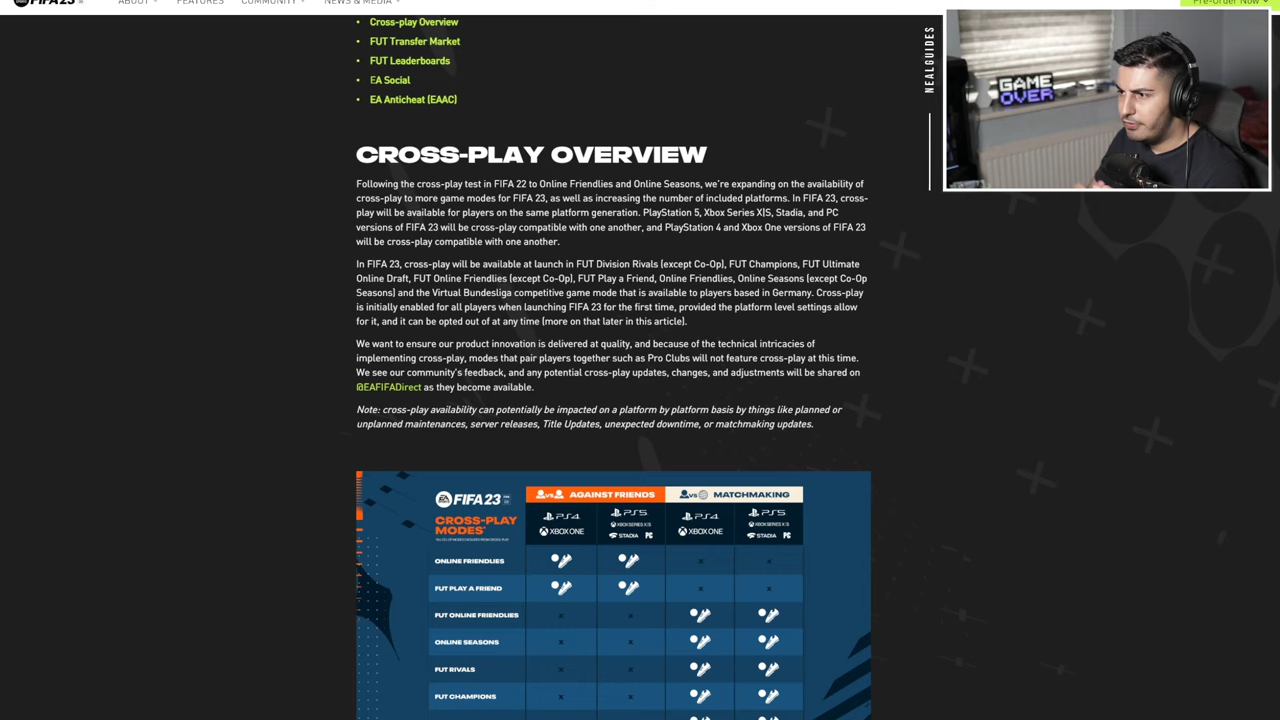 FIFA 23
ABOUT
FEATURES
COMMUNITY
NEWS & MEDIA
Pre-Order Now
• Cross-play Overview
• FUT Transfer Market
• FUT Leaderboards
• EA Social
• EA Anticheat (EAAC)
NEALGUIDES
GAME
OVER
CROSS-PLAY OVERVIEW
Following the cross-play test in FIFA 22 to Online Friendlies and Online Seasons, we're expanding on the availability of
cross-play to more game modes for FIFA 23, as well as increasing the number of included platforms. In FIFA 23, cross-
play will be available for players on the same platform generation. PlayStation 5, Xbox Series X|S, Stadia, and PC
versions of FIFA 23 will be cross-play compatible with one another, and PlayStation 4 and Xbox One versions of FIFA 23
will be cross-play compatible with one another.
In FIFA 23, cross-play will be available at launch in FUT Division Rivals (except Co-Op), FUT Champions, FUT Ultimate
Online Draft, FUT Online Friendlies (except Co-Op), FUT Play a Friend, Online Friendlies, Online Seasons (except Co-Op
Seasons) and the Virtual Bundesliga competitive game mode that is available to players based in Germany. Cross-play
is initially enabled for all players when launching FIFA 23 for the first time, provided the platform level settings allow
for it, and it can be opted out of at any time (more on that later in this article).
We want to ensure our product innovation is delivered at quality, and because of the technical intricacies of
implementing cross-play, modes that pair players together such as Pro Clubs will not feature cross-play at this time.
We see our community's feedback, and any potential cross-play updates, changes, and adjustments will be shared on
@EAFIFADirect as they become available.
Note: cross-play availability can potentially be impacted on a platform by platform basis by things like planned or
unplanned maintenances, server releases, Title Updates, unexpected downtime, or matchmaking updates.
EA SPORTS FIFA 23
CROSS-PLAY
MODES*
VS AGAINST FRIENDS
VS MATCHMAKING
PS4 PS5 PS4 PS5
XBOX ONE XBOX SERIES X/S XBOX ONE XBOX SERIES X/S
STADIA PC STADIA PC
ONLINE FRIENDLIES x x
FUT PLAY A FRIEND x x
FUT ONLINE FRIENDLIES x x
ONLINE SEASONS x x
FUT RIVALS x x
FUT CHAMPIONS x x